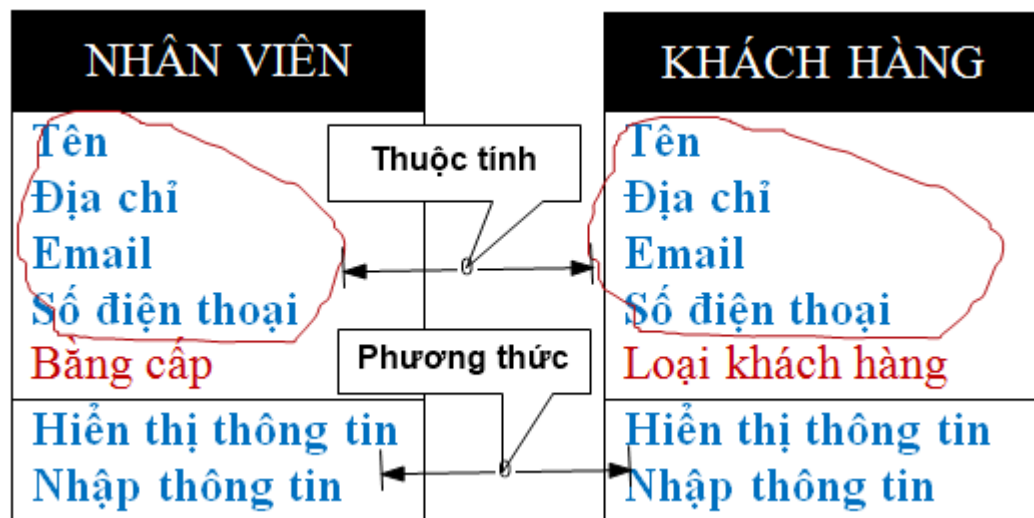 NHÂN VIÊN
Tên
Địa chỉ
Email
Số điện thoại
Bằng cấp
Hiển thị thông tin
Nhập thông tin
Thuộc tính
0
Phương thức
0
KHÁCH HÀNG
Tên
Địa chỉ
Email
Số điện thoại
Loại khách hàng
Hiển thị thông tin
Nhập thông tin